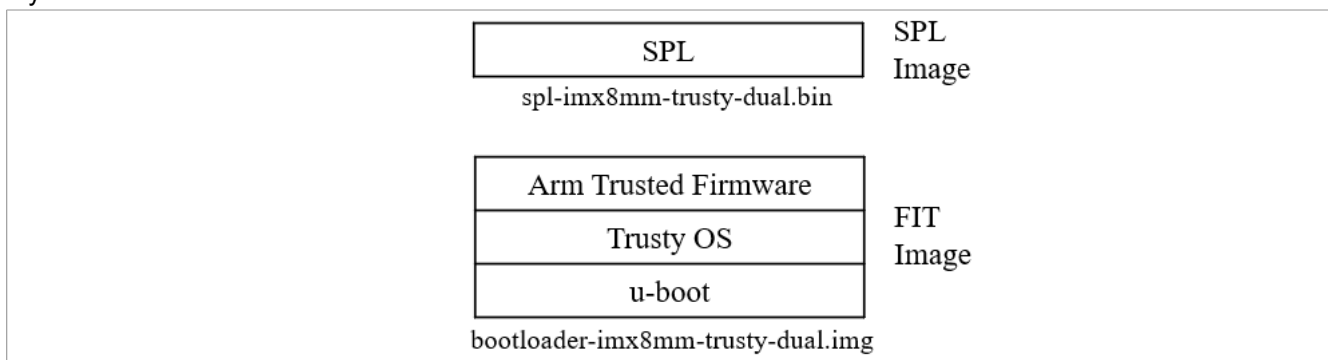 SPL
SPL
Image
spl-imx8mm-trusty-dual.bin
Arm Trusted Firmware
Trusty OS
u-boot
FIT
Image
bootloader-imx8mm-trusty-dual.img